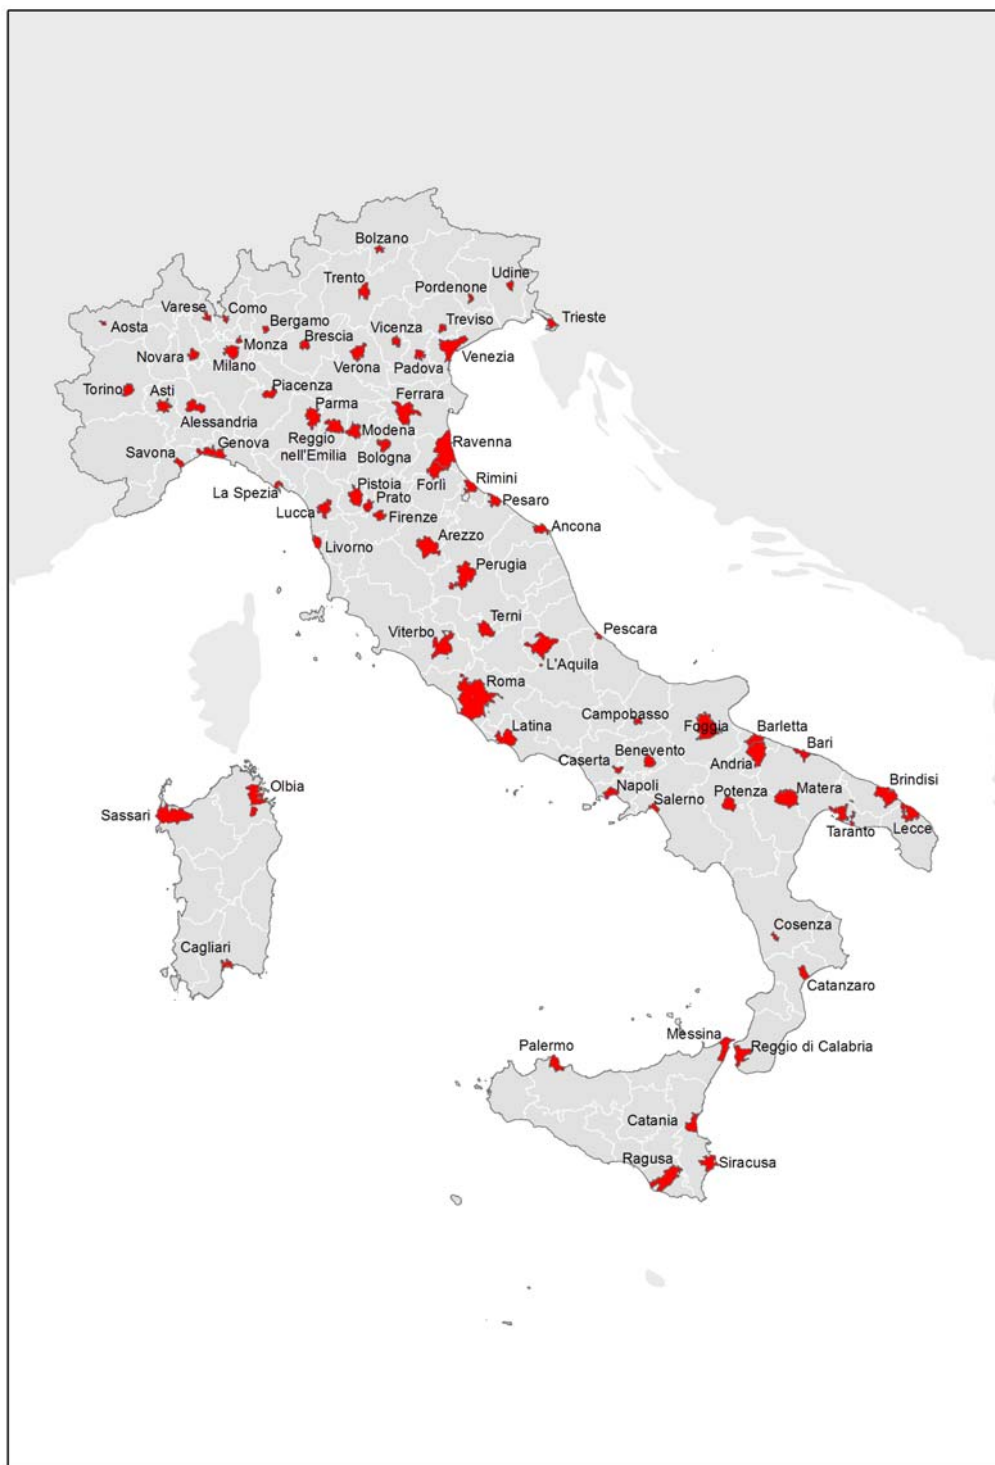 Bolzano
Trento
Udine
Pordenone
Varese
Como
Trieste
Aosta
Bergamo
Vicenza
Treviso
Brescia
Monza
Novara
Milano
Verona
Padova
Venezia
Torino
Asti
Piacenza
Ferrara
Parma
Alessandria
Modena
Reggio
nell'Emilia
Ravenna
Genova
Savona
Bologna
Forlì
Rimini
La Spezia
Pistoia
Prato
Pesaro
Lucca
Firenze
Ancona
Arezzo
Livorno
Perugia
Terni
Viterbo
Pescara
L'Aquila
Roma
Campobasso
Foggia
Barletta
Latina
Bari
Benevento
Caserta
Andria
Olbia
Napoli
Salerno
Potenza
Matera
Brindisi
Sassari
Taranto
Lecce
Cosenza
Cagliari
Catanzaro
Messina
Palermo
Reggio di Calabria
Catania
Ragusa
Siracusa